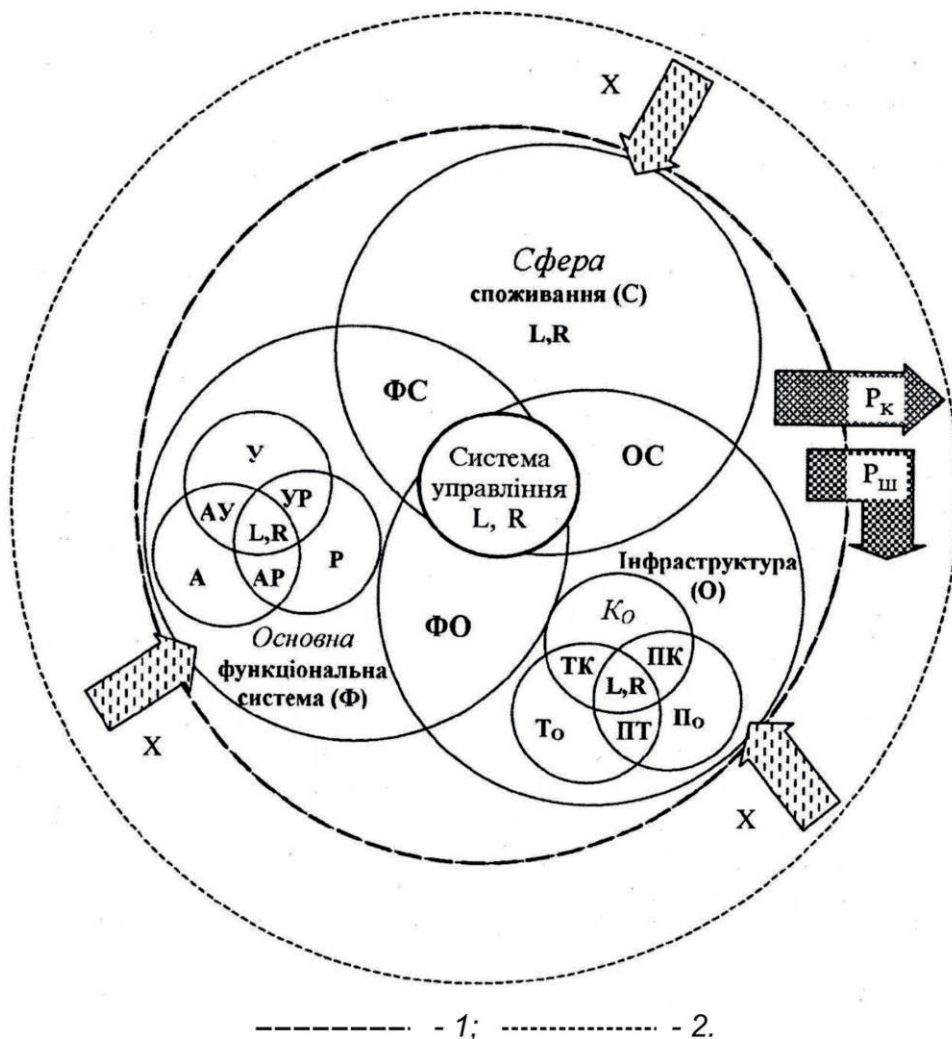 X
Сфера
споживання (С)
L,R
ФС
ОС
Система
управління
L, R
Рк
Рш
У
АУ
УР
L,R
А
АР
Р
Основна
функціональна
система (Ф)
ФО
Інфраструктура
(О)
Ко
ТК
ПК
L,R
То
ПТ
По
X
X
- 1;
- 2.